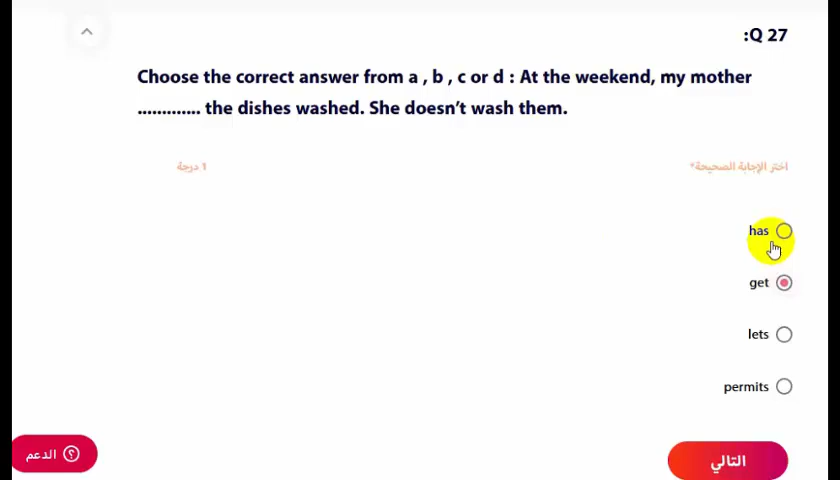 :Q 27
Choose the correct answer from a , b , c or d : At the weekend, my mother
............. the dishes washed. She doesn't wash them.
اختر الإجابة الصحيحة*
1 درجة
has
get
lets
permits
الدعم
التالي